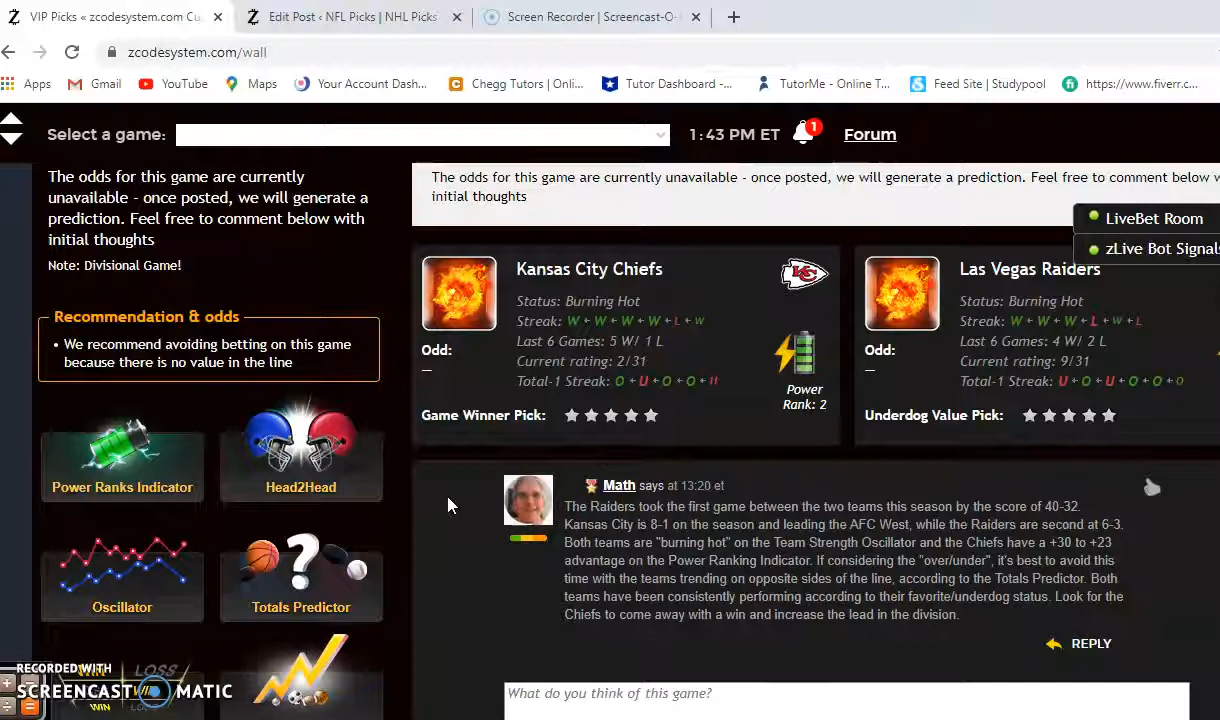 VIP Picks « zcodesystem.com Cu
Edit Post ‹ NFL Picks | NHL Picks
Screen Recorder | Screencast-O-
zcodesystem.com/wall
Apps
Gmail
YouTube
Maps
Your Account Dash...
Chegg Tutors | Onli...
Tutor Dashboard -...
TutorMe - Online T...
Feed Site | Studypool
https://www.fiverr.c...
Select a game:
1:43 PM ET
1
Forum
The odds for this game are currently
unavailable - once posted, we will generate a
prediction. Feel free to comment below with
initial thoughts
Note: Divisional Game!
Recommendation & odds
• We recommend avoiding betting on this game
because there is no value in the line
Power Ranks Indicator
Head2Head
Oscillator
Totals Predictor
The odds for this game are currently unavailable - once posted, we will generate a prediction. Feel free to comment below w
initial thoughts
LiveBet Room
zLive Bot Signals
Kansas City Chiefs
Status: Burning Hot
Streak: W ← W ← W ← W ← L ← W
Last 6 Games: 5 W/ 1 L
Odd:
—
Current rating: 2/31
Total-1 Streak: O ← U ← O ← O ← U
Power
Rank: 2
Game Winner Pick:
Las Vegas Raiders
Status: Burning Hot
Streak: W ← W ← W ← L ← W ← L
Last 6 Games: 4 W/ 2 L
Odd:
—
Current rating: 9/31
Total-1 Streak: U ← O ← U ← O ← O ← O
Underdog Value Pick:
Math says at 13:20 et
The Raiders took the first game between the two teams this season by the score of 40-32.
Kansas City is 8-1 on the season and leading the AFC West, while the Raiders are second at 6-3.
Both teams are "burning hot" on the Team Strength Oscillator and the Chiefs have a +30 to +23
advantage on the Power Ranking Indicator. If considering the "over/under", it's best to avoid this
time with the teams trending on opposite sides of the line, according to the Totals Predictor. Both
teams have been consistently performing according to their favorite/underdog status. Look for the
Chiefs to come away with a win and increase the lead in the division.
REPLY
What do you think of this game?
RECORDED WITH
SCREENCAST MATIC
WIN
LOSS
WIN